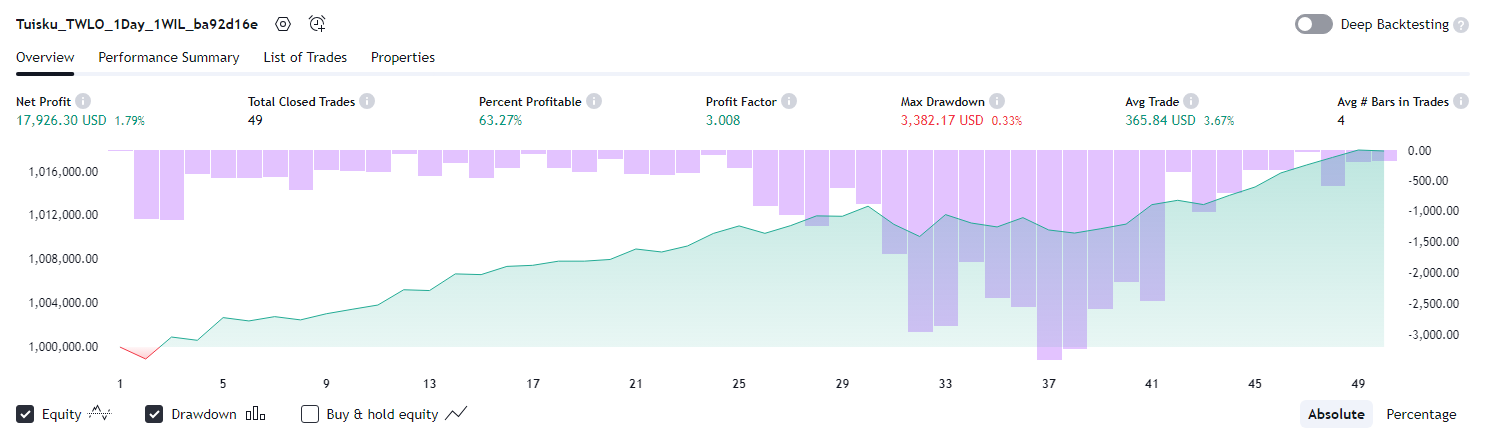 Tuisku_TWLO_1Day_1WIL_ba92d16e Deep Backtesting ?
Overview Performance Summary List of Trades Properties
Net Profit Total Closed Trades Percent Profitable Profit Factor Max Drawdown Avg Trade Avg # Bars in Trades
17,926.30 USD 1.79% 49 63.27% 3.008 3,382.17 USD 0.33% 365.84 USD 3.67% 4
0.00
1,016,000.00 -500.00
1,012,000.00 -1,000.00
-1,500.00
1,008,000.00 -2,000.00
1,004,000.00 -2,500.00
1,000,000.00 -3,000.00
1 5 9 13 17 21 25 29 33 37 41 45 49
Equity Drawdown Buy & hold equity Absolute Percentage